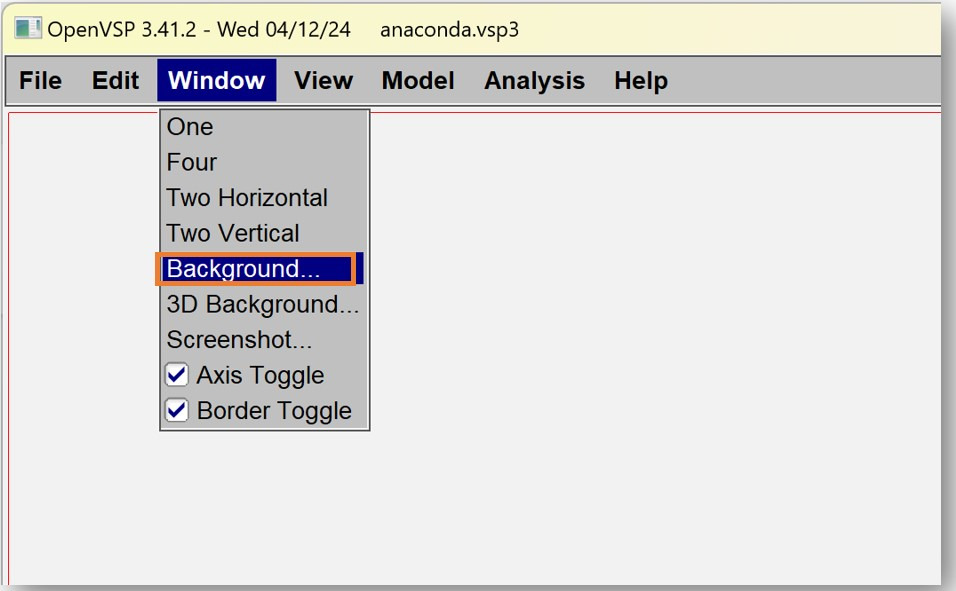 OpenVSP 3.41.2 - Wed 04/12/24 anaconda.vsp3
File Edit Window View Model Analysis Help
One
Four
Two Horizontal
Two Vertical
Background...
3D Background...
Screenshot...
Axis Toggle
Border Toggle